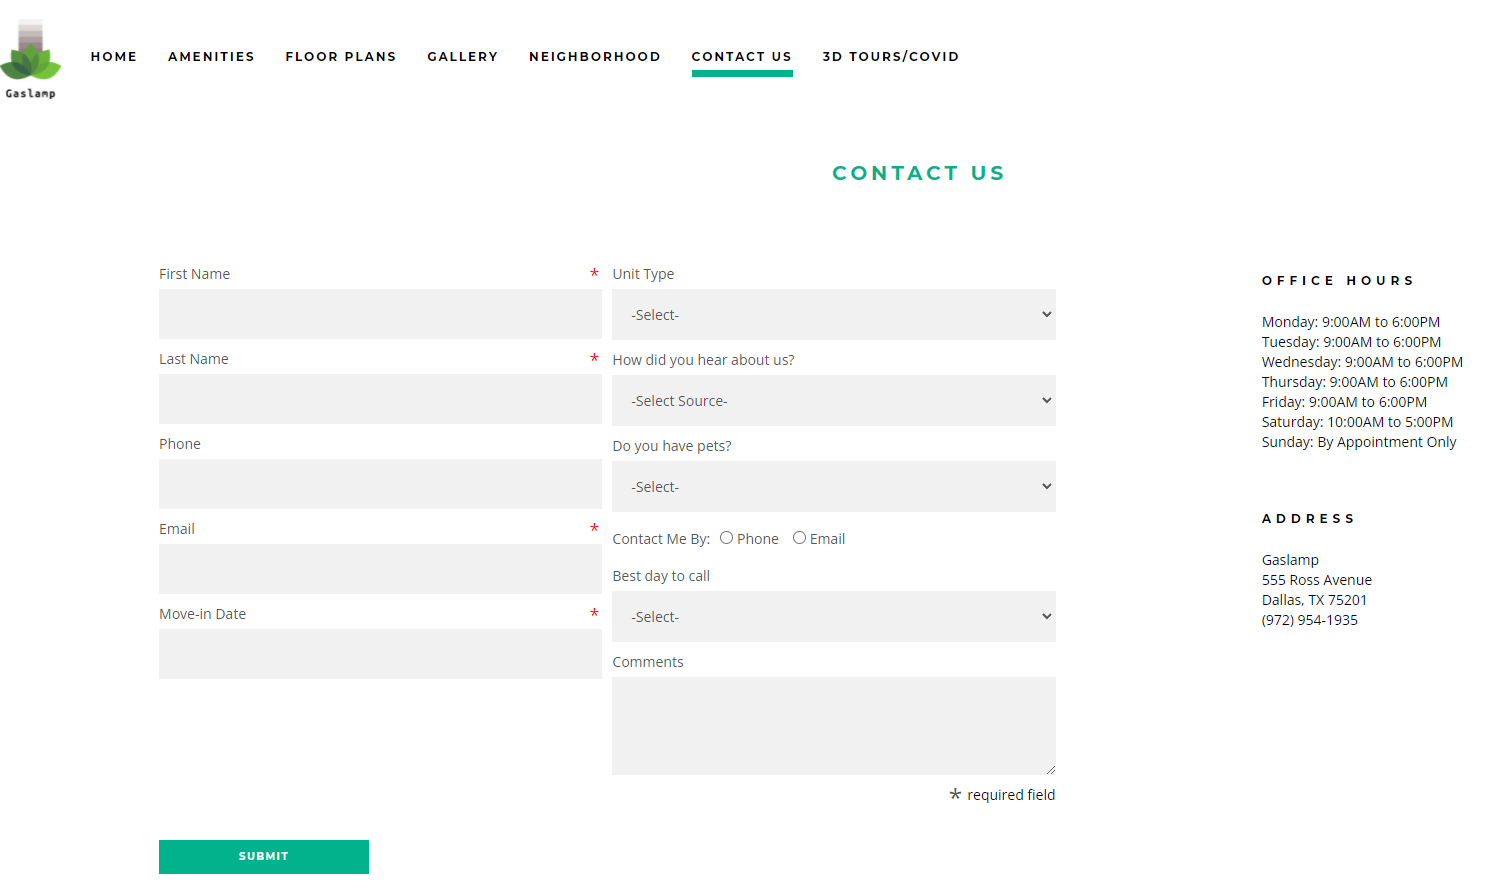 Gaslamp
HOME AMENITIES FLOOR PLANS GALLERY NEIGHBORHOOD CONTACT US 3D TOURS/COVID
CONTACT US
First Name *
Last Name *
Phone
Email *
Move-in Date *
Unit Type
-Select-
How did you hear about us?
-Select Source-
Do you have pets?
-Select-
Contact Me By: Phone Email
Best day to call
-Select-
Comments
* required field
SUBMIT
OFFICE HOURS
Monday: 9:00AM to 6:00PM
Tuesday: 9:00AM to 6:00PM
Wednesday: 9:00AM to 6:00PM
Thursday: 9:00AM to 6:00PM
Friday: 9:00AM to 6:00PM
Saturday: 10:00AM to 5:00PM
Sunday: By Appointment Only
ADDRESS
Gaslamp
555 Ross Avenue
Dallas, TX 75201
(972) 954-1935